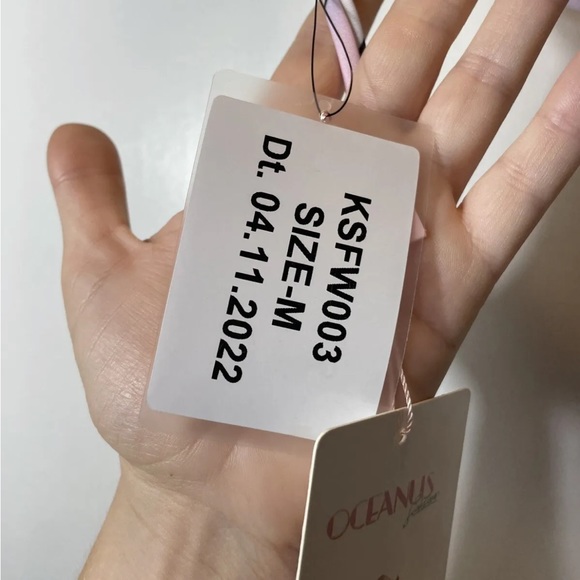 KSFW003
SIZE-M
Dt. 04.11.2022
OCEANUS